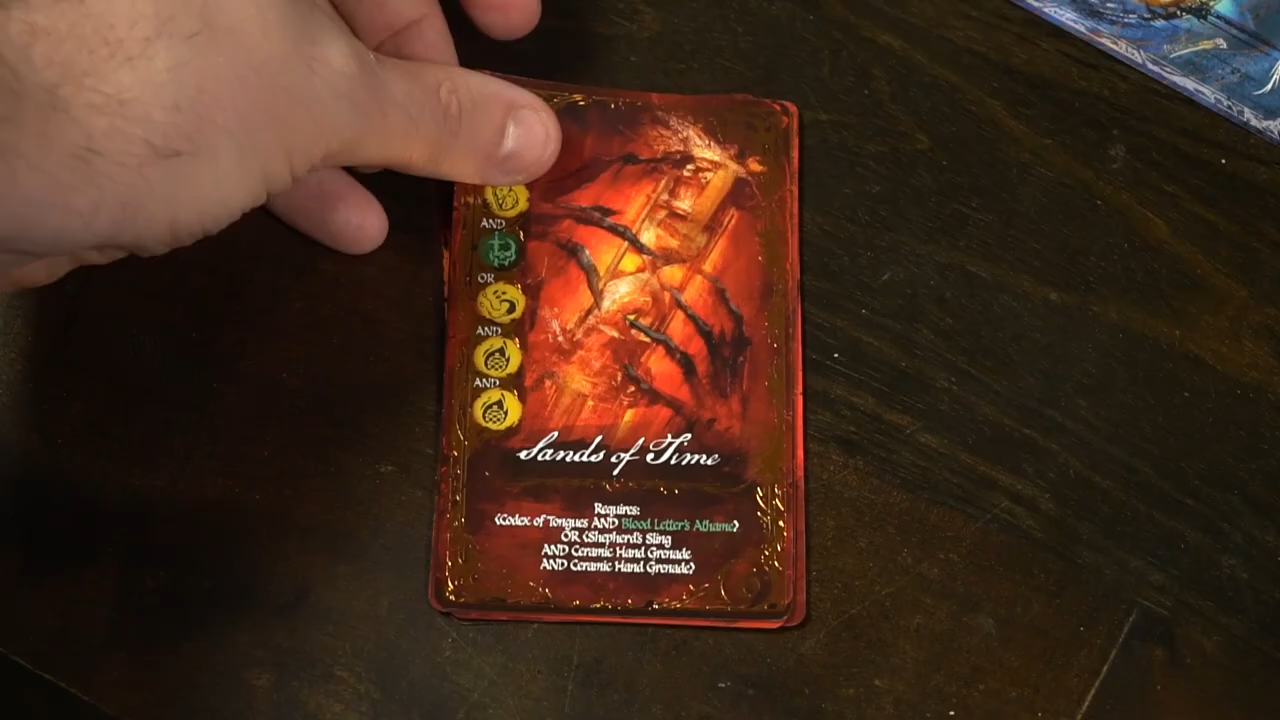 AND
OR
AND
AND
Sands of Time
Requires:
<Codex of Tongues AND Blood Letter's Athame>
OR <Shepherd's Sling
AND Ceramic Hand Grenade
AND Ceramic Hand Grenade>